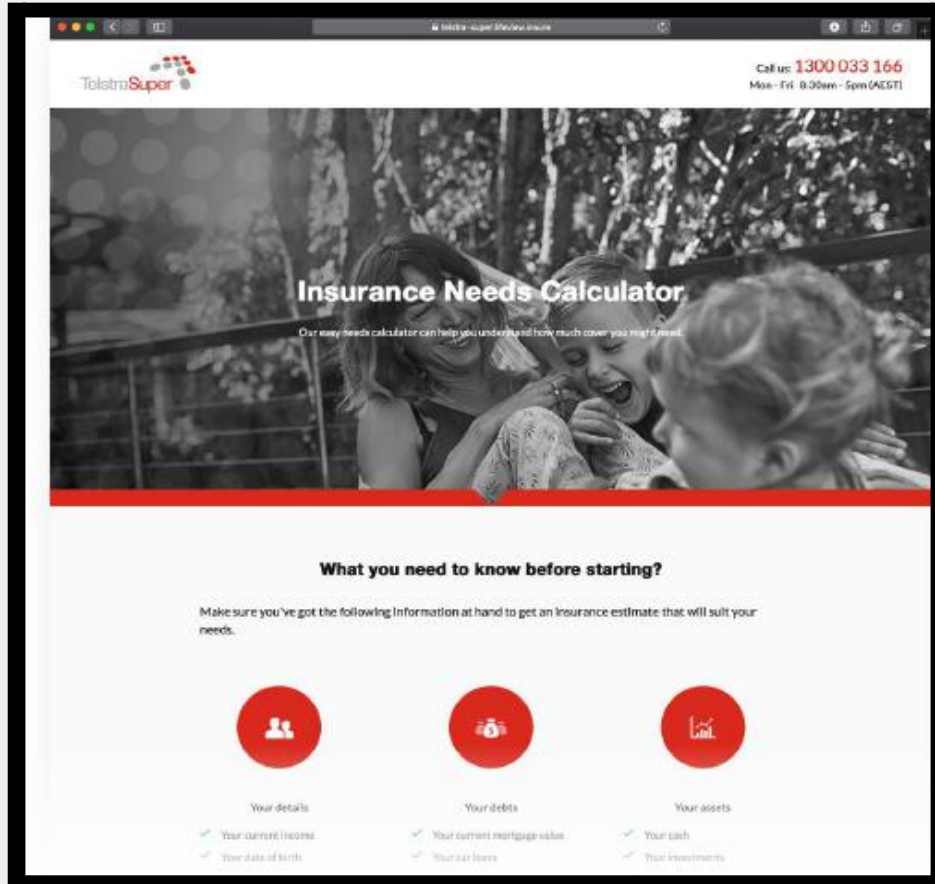 telstra-super.lifeview.insure
TelstraSuper
Call us: 1300 033 166
Mon - Fri 8:30am - 5pm (AEST)
Insurance Needs Calculator
Our easy needs calculator can help you understand how much cover you might need.
What you need to know before starting?
Make sure you've got the following information at hand to get an insurance estimate that will suit your
needs.
Your details
Your debts
Your assets
Your current income
Your current mortgage value
Your cash
Your date of birth
Your car loans
Your investments